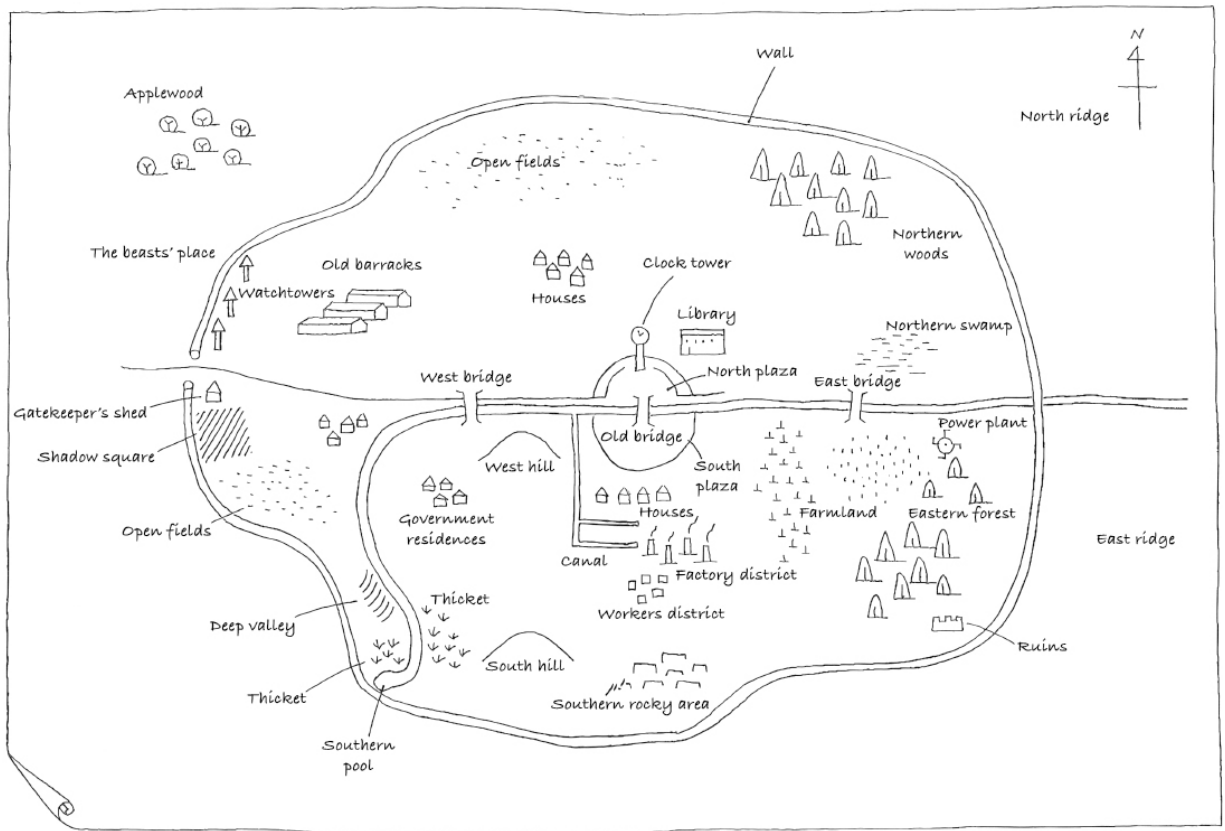 N
Wall
Applewood
North ridge
Open fields
Northern
woods
The beasts' place
Old barracks
Watchtowers
Clock tower
Houses
Library
Northern swamp
North plaza
West bridge
East bridge
Gatekeeper's shed
Power plant
Old bridge
Shadow square
West hill
South
plaza
Open fields
Government
residences
Houses
Farmland
Eastern forest
East ridge
Canal
Factory district
Thicket
Workers district
Deep valley
Ruins
South hill
Thicket
Southern rocky area
Southern
pool